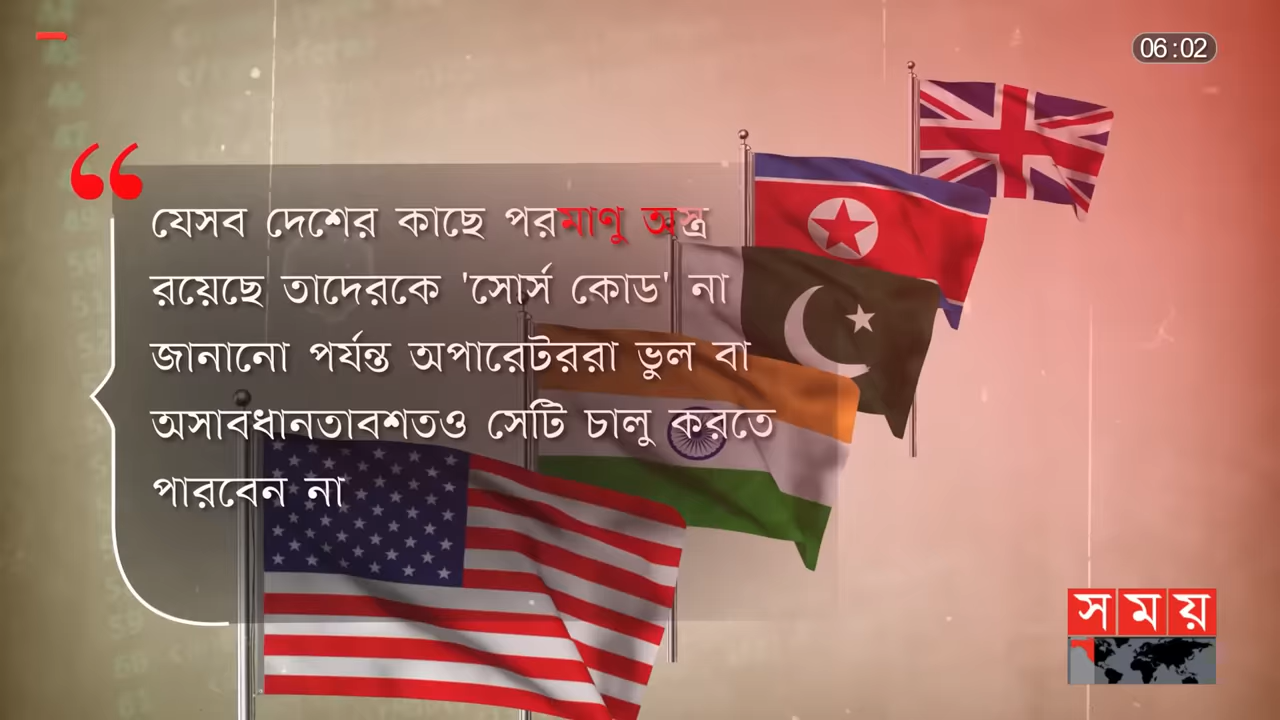 06:02
যেসব দেশের কাছে পরমাণু অস্ত্র
রয়েছে তাদেরকে 'সোর্স কোড' না
জানানো পর্যন্ত অপারেটররা ভুল বা
অসাবধানতাবশতও সেটি চালু করতে
পারবেন না
সময়